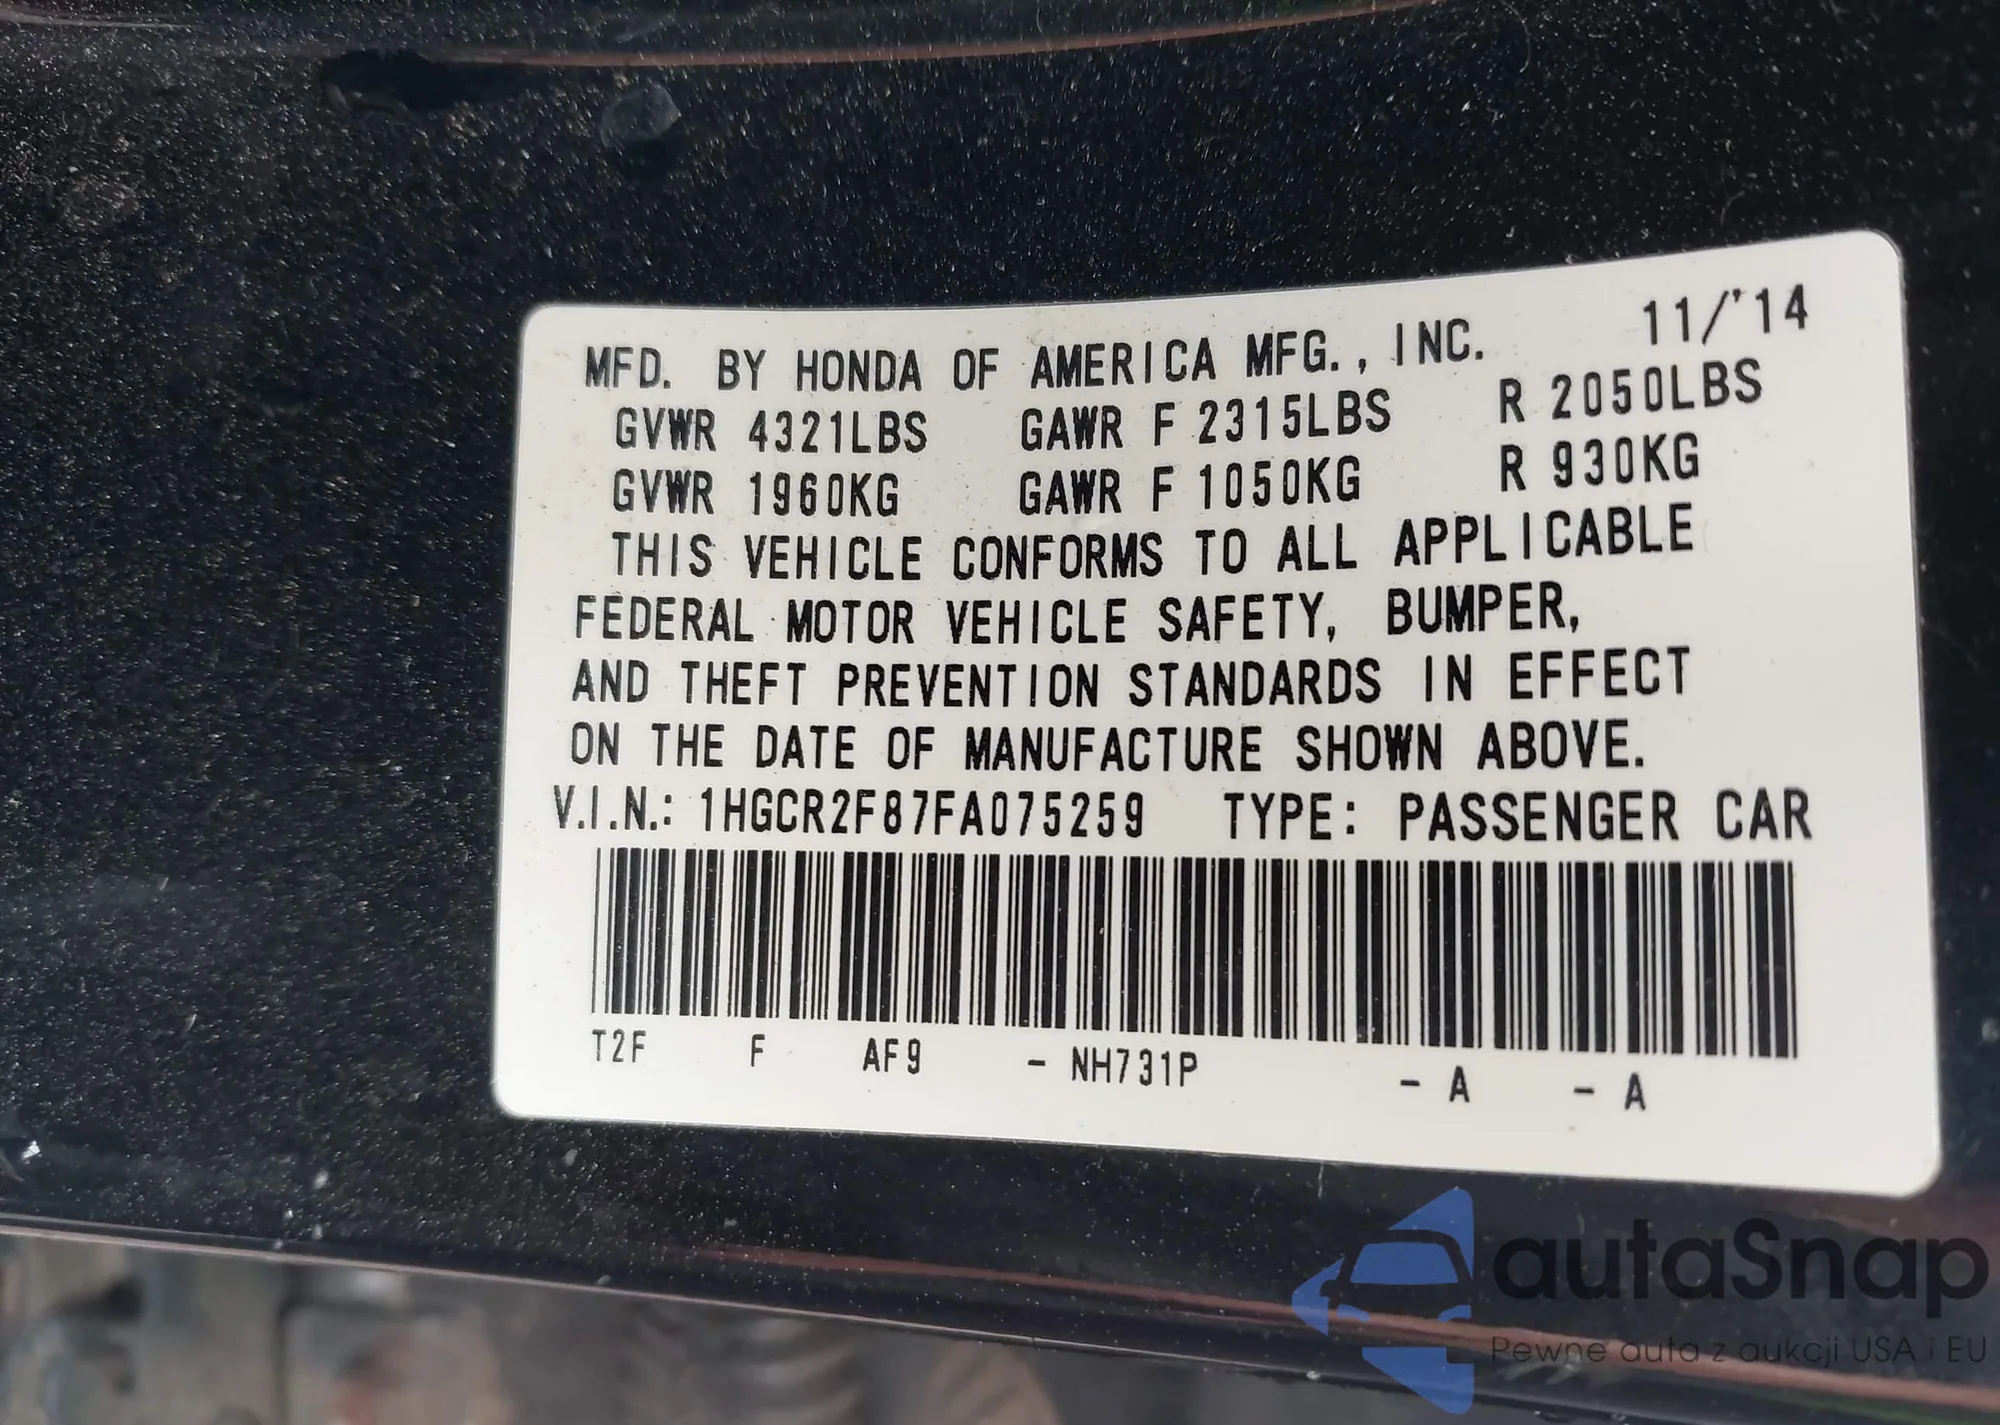 11/'14
MFD. BY HONDA OF AMERICA MFG., INC.
GVWR 4321LBS GAWR F 2315LBS R 2050LBS
GVWR 1960KG GAWR F 1050KG R 930KG
THIS VEHICLE CONFORMS TO ALL APPLICABLE
FEDERAL MOTOR VEHICLE SAFETY, BUMPER,
AND THEFT PREVENTION STANDARDS IN EFFECT
ON THE DATE OF MANUFACTURE SHOWN ABOVE.
V.I.N.: 1HGCR2F87FA075259 TYPE: PASSENGER CAR
T2F F AF9 - NH731P - A - A
autaSnap
Pewne auta z aukcji USA i EU